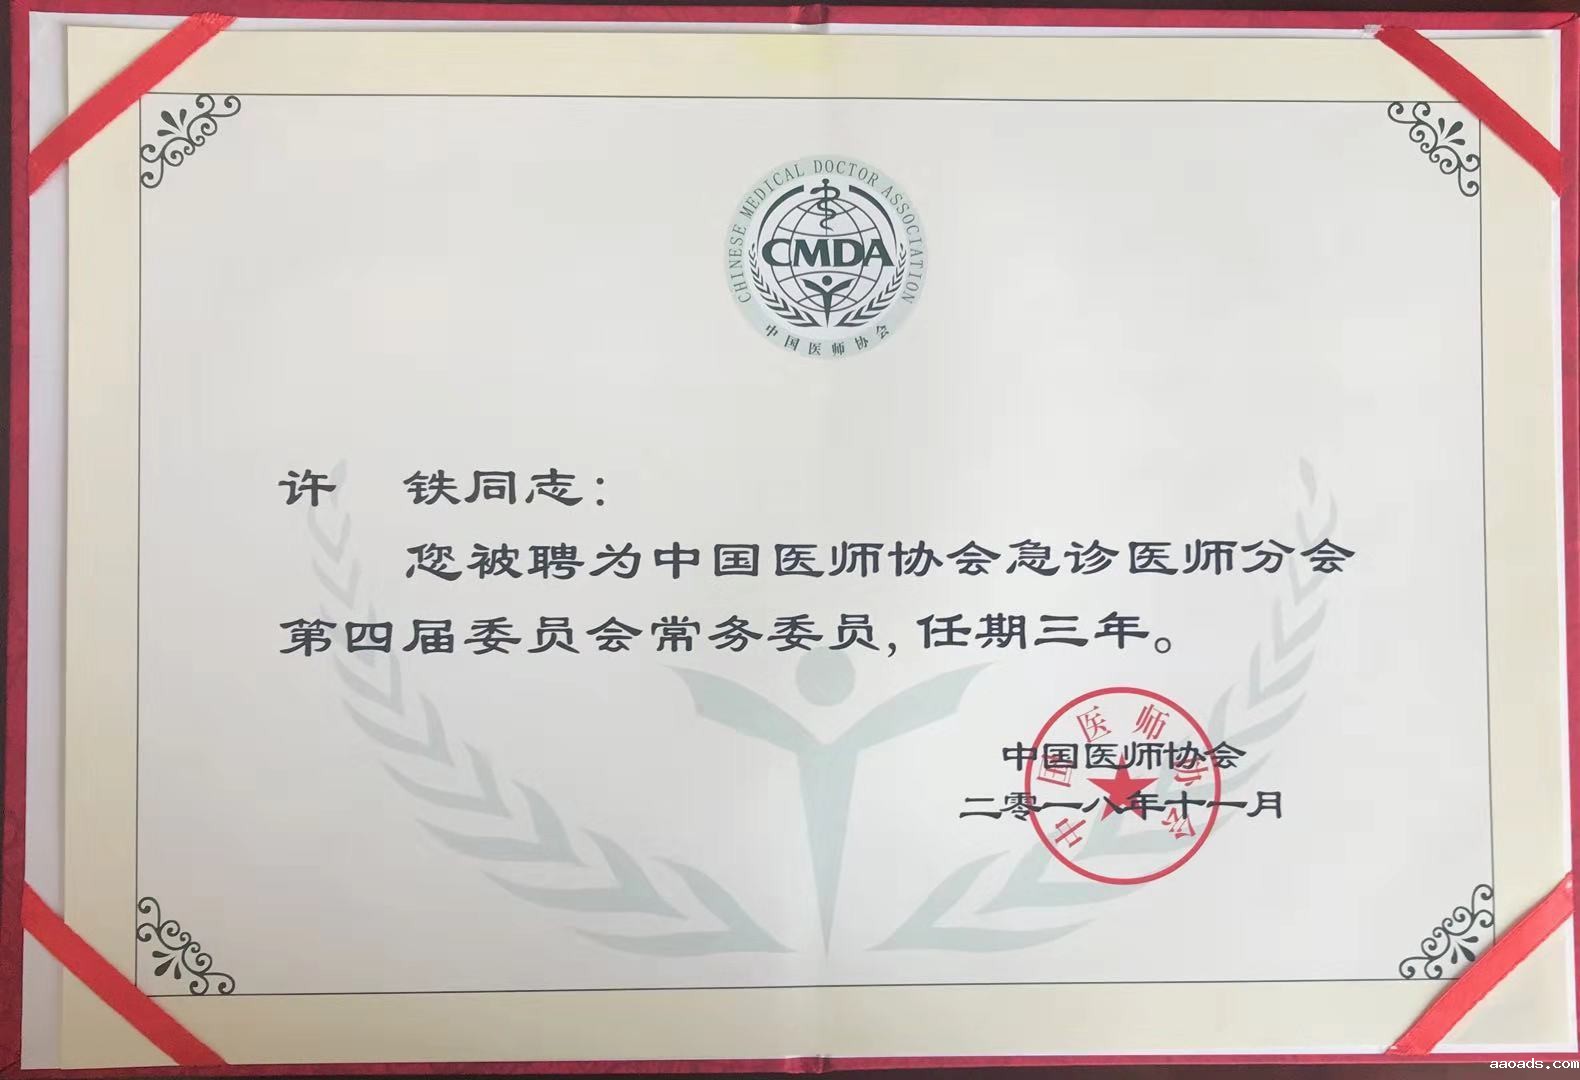 CHINESE MEDICAL DOCTOR ASSOCIATION
CMDA
中国医师协会
许 铁同志：
您被聘为中国医师协会急诊医师分会
第四届委员会常务委员，任期三年。
中国医师协会
中国医师协会
二零一八年十一月
aaoads.com